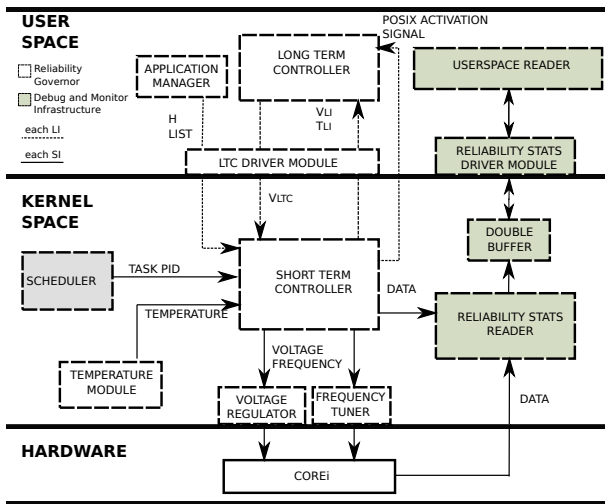 USER
SPACE
POSIX ACTIVATION
SIGNAL
Reliability
Governor
Debug and Monitor
Infrastructure
each LI
each SI
APPLICATION
MANAGER
LONG TERM
CONTROLLER
USERSPACE READER
H
LIST
VLI
TLI
LTC DRIVER MODULE
RELIABILITY STATS
DRIVER MODULE
KERNEL
SPACE
VLTC
DOUBLE
BUFFER
SCHEDULER
TASK PID
SHORT TERM
CONTROLLER
DATA
TEMPERATURE
RELIABILITY STATS
READER
TEMPERATURE
MODULE
VOLTAGE
FREQUENCY
VOLTAGE
REGULATOR
FREQUENCY
TUNER
DATA
HARDWARE
COREi